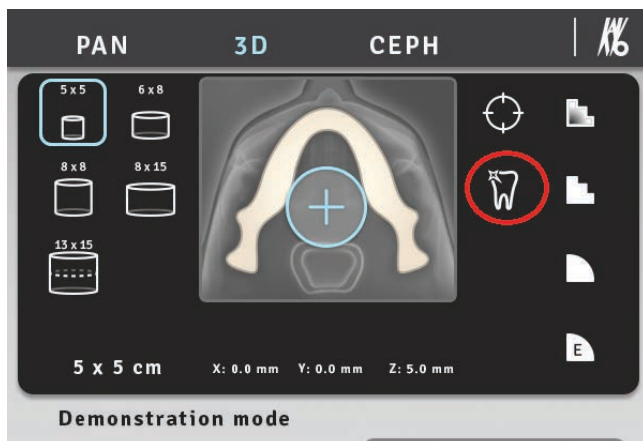 PAN 3D CEPH KAVO
5 x 5 6 x 8
8 x 8 8 x 15
13 x 15
E
5 x 5 cm X: 0.0 mm Y: 0.0 mm Z: 5.0 mm
Demonstration mode